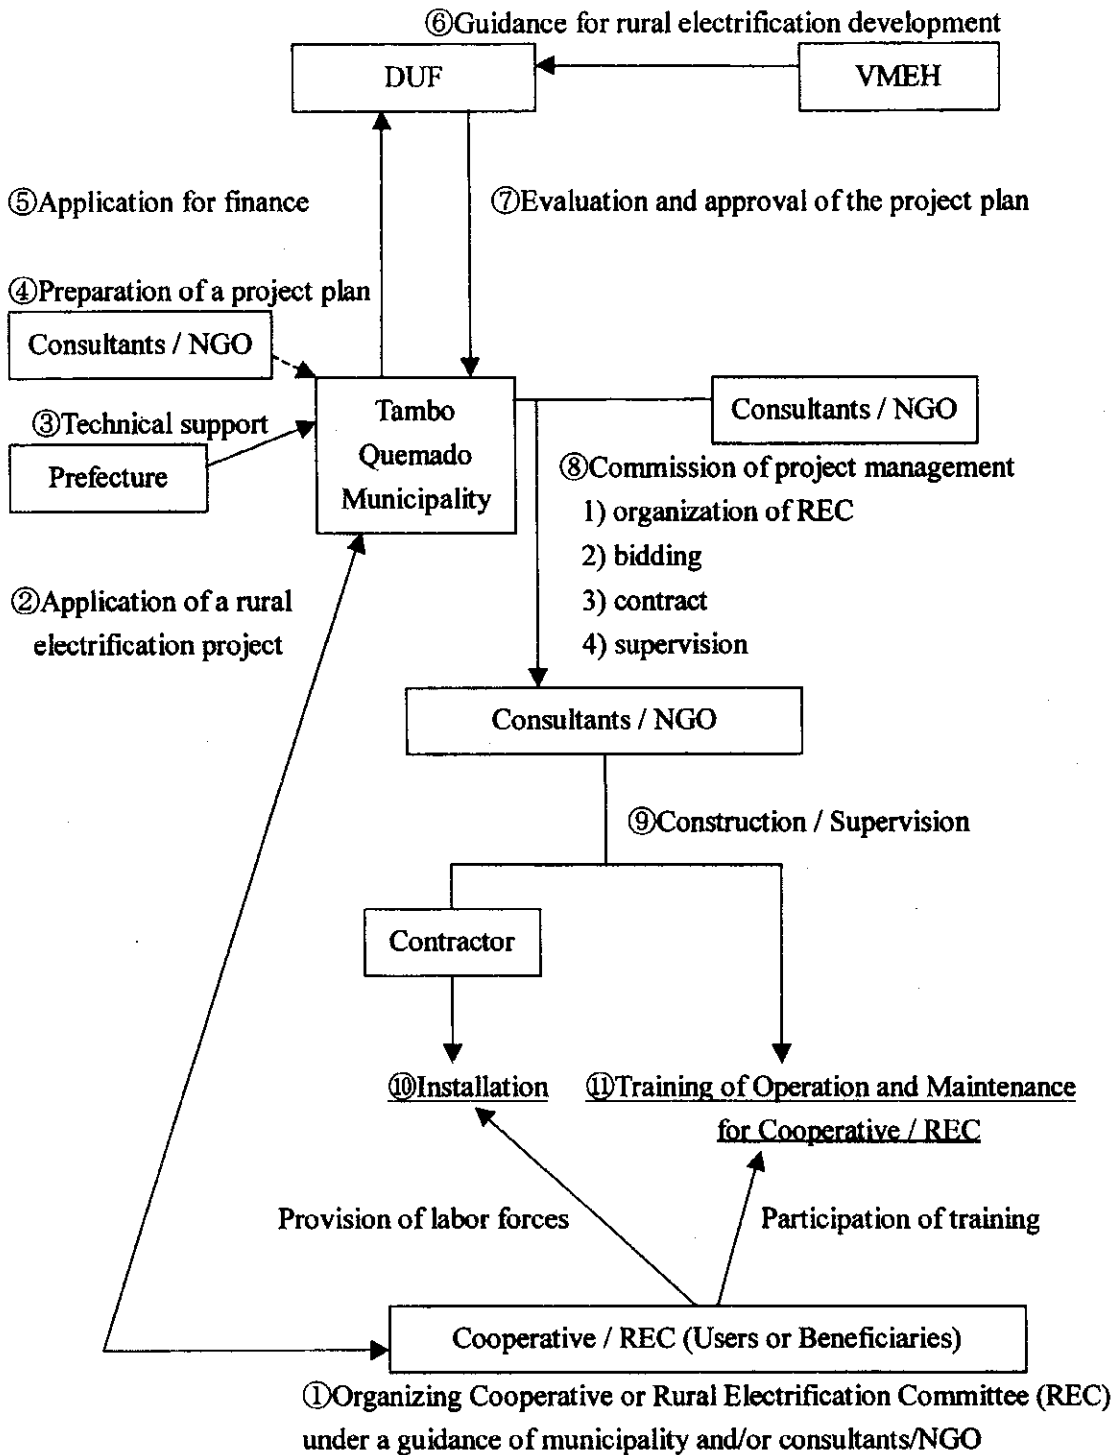 ⑥Guidance for rural electrification development
DUF
VMEH
⑤Application for finance
⑦Evaluation and approval of the project plan
④Preparation of a project plan
Consultants / NGO
③Technical support
Prefecture
Tambo
Quemado
Municipality
Consultants / NGO
⑧Commission of project management
1) organization of REC
2) bidding
3) contract
4) supervision
②Application of a rural
electrification project
Consultants / NGO
⑨Construction / Supervision
Contractor
⑩Installation
⑪Training of Operation and Maintenance
for Cooperative / REC
Provision of labor forces
Participation of training
Cooperative / REC (Users or Beneficiaries)
①Organizing Cooperative or Rural Electrification Committee (REC)
under a guidance of municipality and/or consultants/NGO